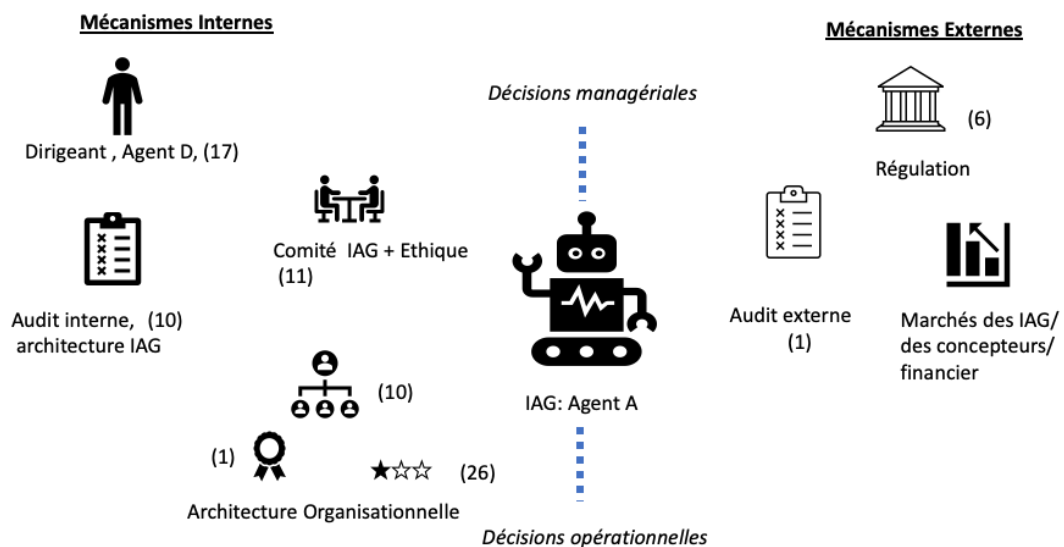 Mécanismes Internes
Mécanismes Externes
Décisions managériales
(6)
Dirigeant , Agent D, (17)
Régulation
Comité IAG + Ethique
(11)
Audit interne, (10)
architecture IAG
Audit externe
(1)
Marchés des IAG/
des concepteurs/
financier
(10)
IAG: Agent A
(1)
(26)
Architecture Organisationnelle
Décisions opérationnelles